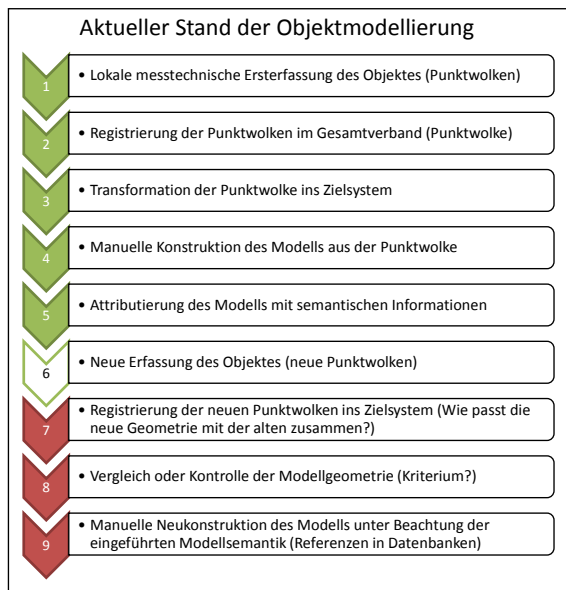 Aktueller Stand der Objektmodellierung
1
• Lokale messtechnische Ersterfassung des Objektes (Punktwolken)
2
• Registrierung der Punktwolken im Gesamtverband (Punktwolke)
3
• Transformation der Punktwolke ins Zielsystem
4
• Manuelle Konstruktion des Modells aus der Punktwolke
5
• Attributierung des Modells mit semantischen Informationen
6
• Neue Erfassung des Objektes (neue Punktwolken)
7
• Registrierung der neuen Punktwolken ins Zielsystem (Wie passt die
neue Geometrie mit der alten zusammen?)
8
• Vergleich oder Kontrolle der Modellgeometrie (Kriterium?)
9
• Manuelle Neukonstruktion des Modells unter Beachtung der
eingeführten Modellsemantik (Referenzen in Datenbanken)